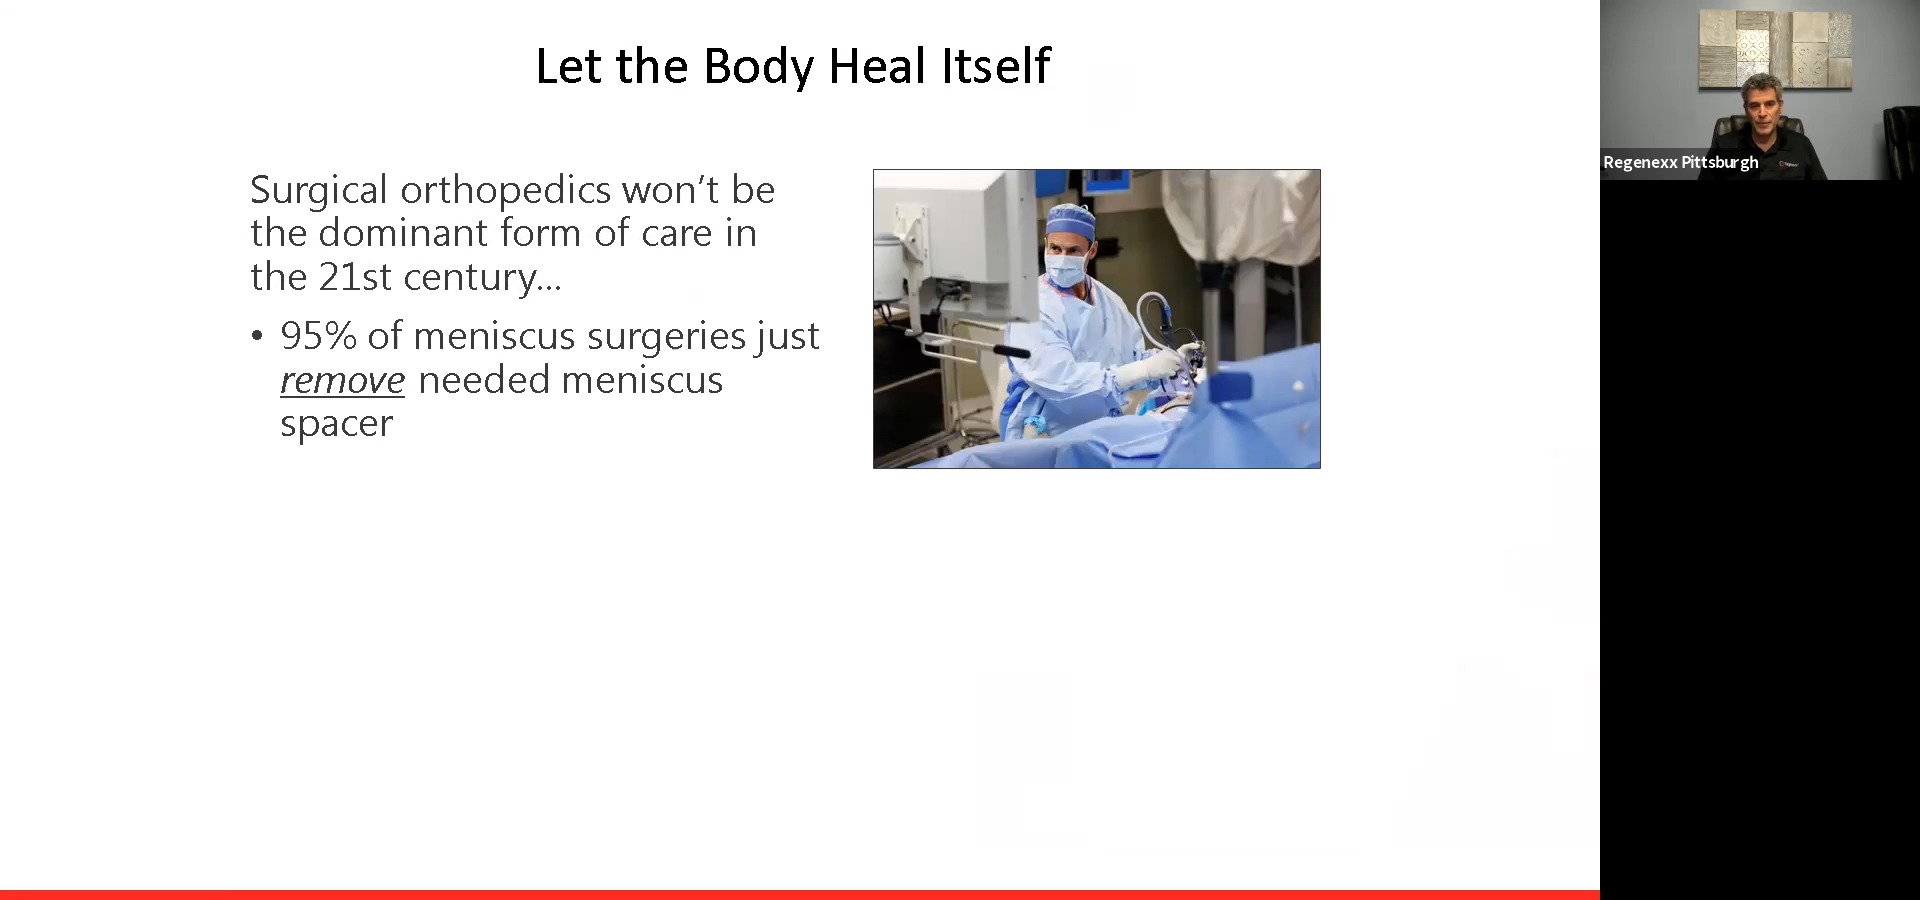 Let the Body Heal Itself
Surgical orthopedics won’t be
the dominant form of care in
the 21st century...
• 95% of meniscus surgeries just
remove needed meniscus
spacer
Regenexx Pittsburgh